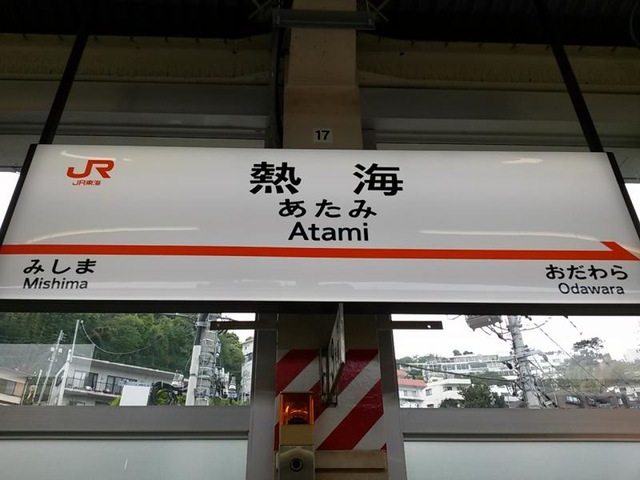 17
JR
JR東海
熱 海
あたみ
Atami
みしま
Mishima
おだわら
Odawara